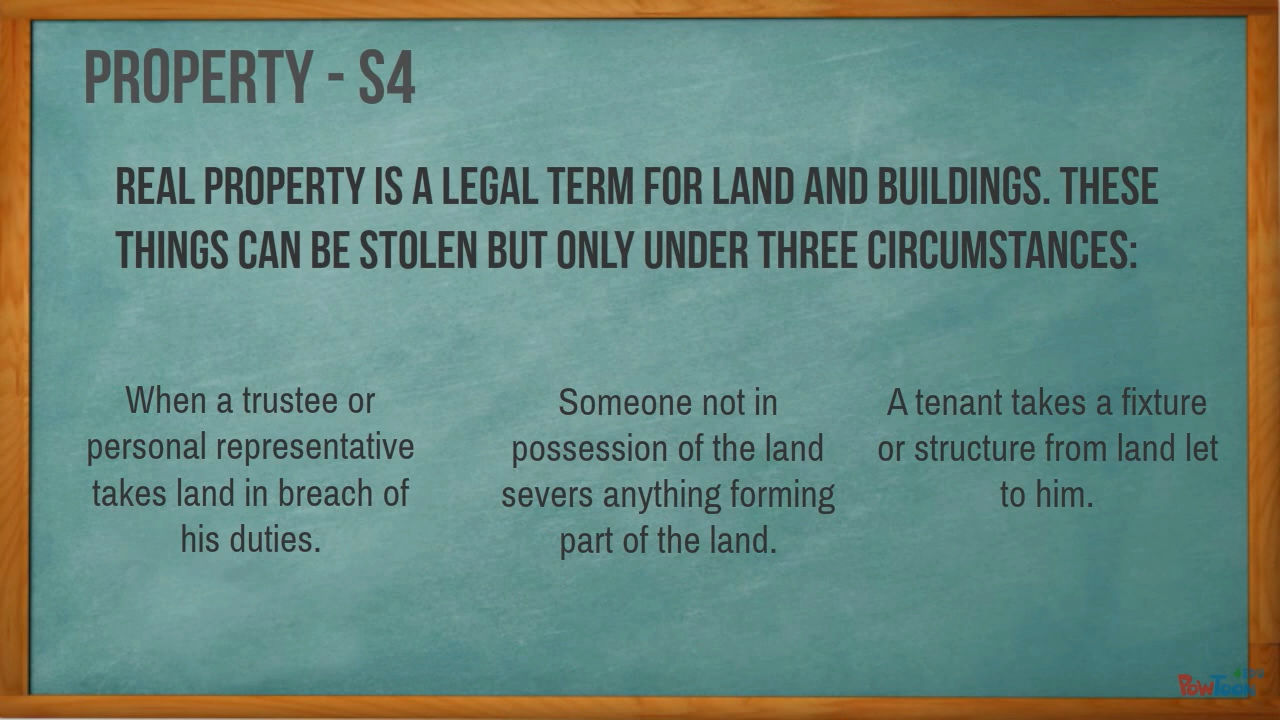 PROPERTY - S4
REAL PROPERTY IS A LEGAL TERM FOR LAND AND BUILDINGS. THESE
THINGS CAN BE STOLEN BUT ONLY UNDER THREE CIRCUMSTANCES:
When a trustee or
personal representative
takes land in breach of
his duties.
Someone not in
possession of the land
severs anything forming
part of the land.
A tenant takes a fixture
or structure from land let
to him.
POWTOON